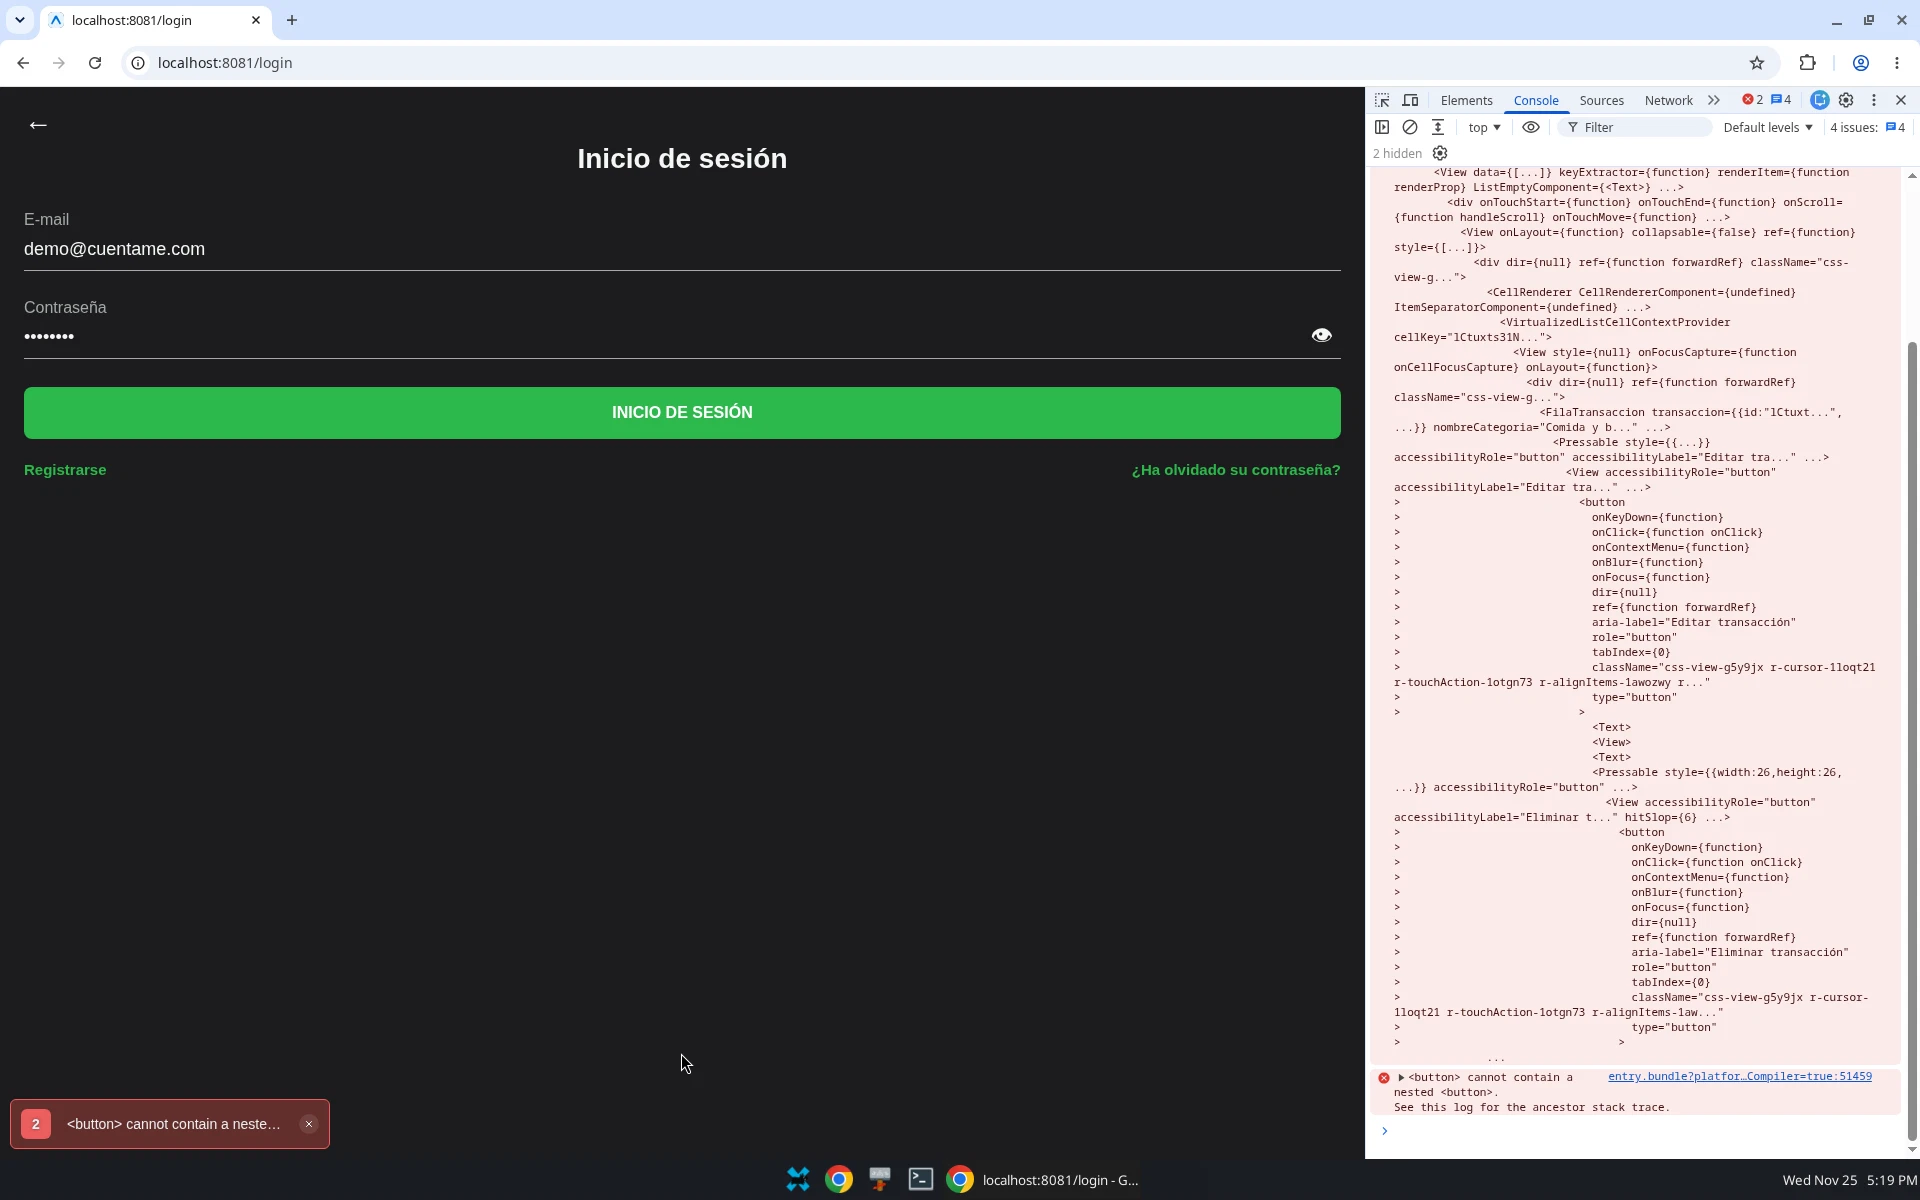 localhost:8081/login
localhost:8081/login
←
Inicio de sesión
E-mail
demo@cuentame.com
Contraseña
••••••••
INICIO DE SESIÓN
Registrarse
¿Ha olvidado su contraseña?
2 <button> cannot contain a neste…
Elements Console Sources Network 2 4
top Filter Default levels 4 issues: 4
2 hidden
<View data={[...]} keyExtractor={function} renderItem={function
renderProp} ListEmptyComponent={<Text>} ...>
<div onTouchStart={function} onTouchEnd={function} onScroll=
{function handleScroll} onTouchMove={function} ...>
<View onLayout={function} collapsable={false} ref={function}
style={[...]}>
<div dir={null} ref={function forwardRef} className="css-
view-g...">
<CellRenderer CellRendererComponent={undefined}
ItemSeparatorComponent={undefined} ...>
<VirtualizedListCellContextProvider
cellKey="lCtuxts31N...">
<View style={null} onFocusCapture={function
onCellFocusCapture} onLayout={function}>
<div dir={null} ref={function forwardRef}
className="css-view-g...">
<FilaTransaccion transaccion={{id:"lCtuxt...",
...}} nombreCategoria="Comida y b..." ...>
<Pressable style={{...}}
accessibilityRole="button" accessibilityLabel="Editar tra..." ...>
<View accessibilityRole="button"
accessibilityLabel="Editar tra..." ...>
> <button
> onKeyDown={function}
> onClick={function onClick}
> onContextMenu={function}
> onBlur={function}
> onFocus={function}
> dir={null}
> ref={function forwardRef}
> aria-label="Editar transacción"
> role="button"
> tabIndex={0}
> className="css-view-g5y9jx r-cursor-1loqt21
r-touchAction-1otgn73 r-alignItems-1awozwy r..."
> type="button"
> >
<Text>
<View>
<Text>
<Pressable style={{width:26,height:26,
...}} accessibilityRole="button" ...>
<View accessibilityRole="button"
accessibilityLabel="Eliminar t..." hitSlop={6} ...>
> <button
> onKeyDown={function}
> onClick={function onClick}
> onContextMenu={function}
> onBlur={function}
> onFocus={function}
> dir={null}
> ref={function forwardRef}
> aria-label="Eliminar transacción"
> role="button"
> tabIndex={0}
> className="css-view-g5y9jx r-cursor-
1loqt21 r-touchAction-1otgn73 r-alignItems-1aw..."
> type="button"
> >
...
<button> cannot contain a entry.bundle?platfor…Compiler=true:51459
nested <button>.
See this log for the ancestor stack trace.
localhost:8081/login - G...
Wed Nov 25 5:19 PM